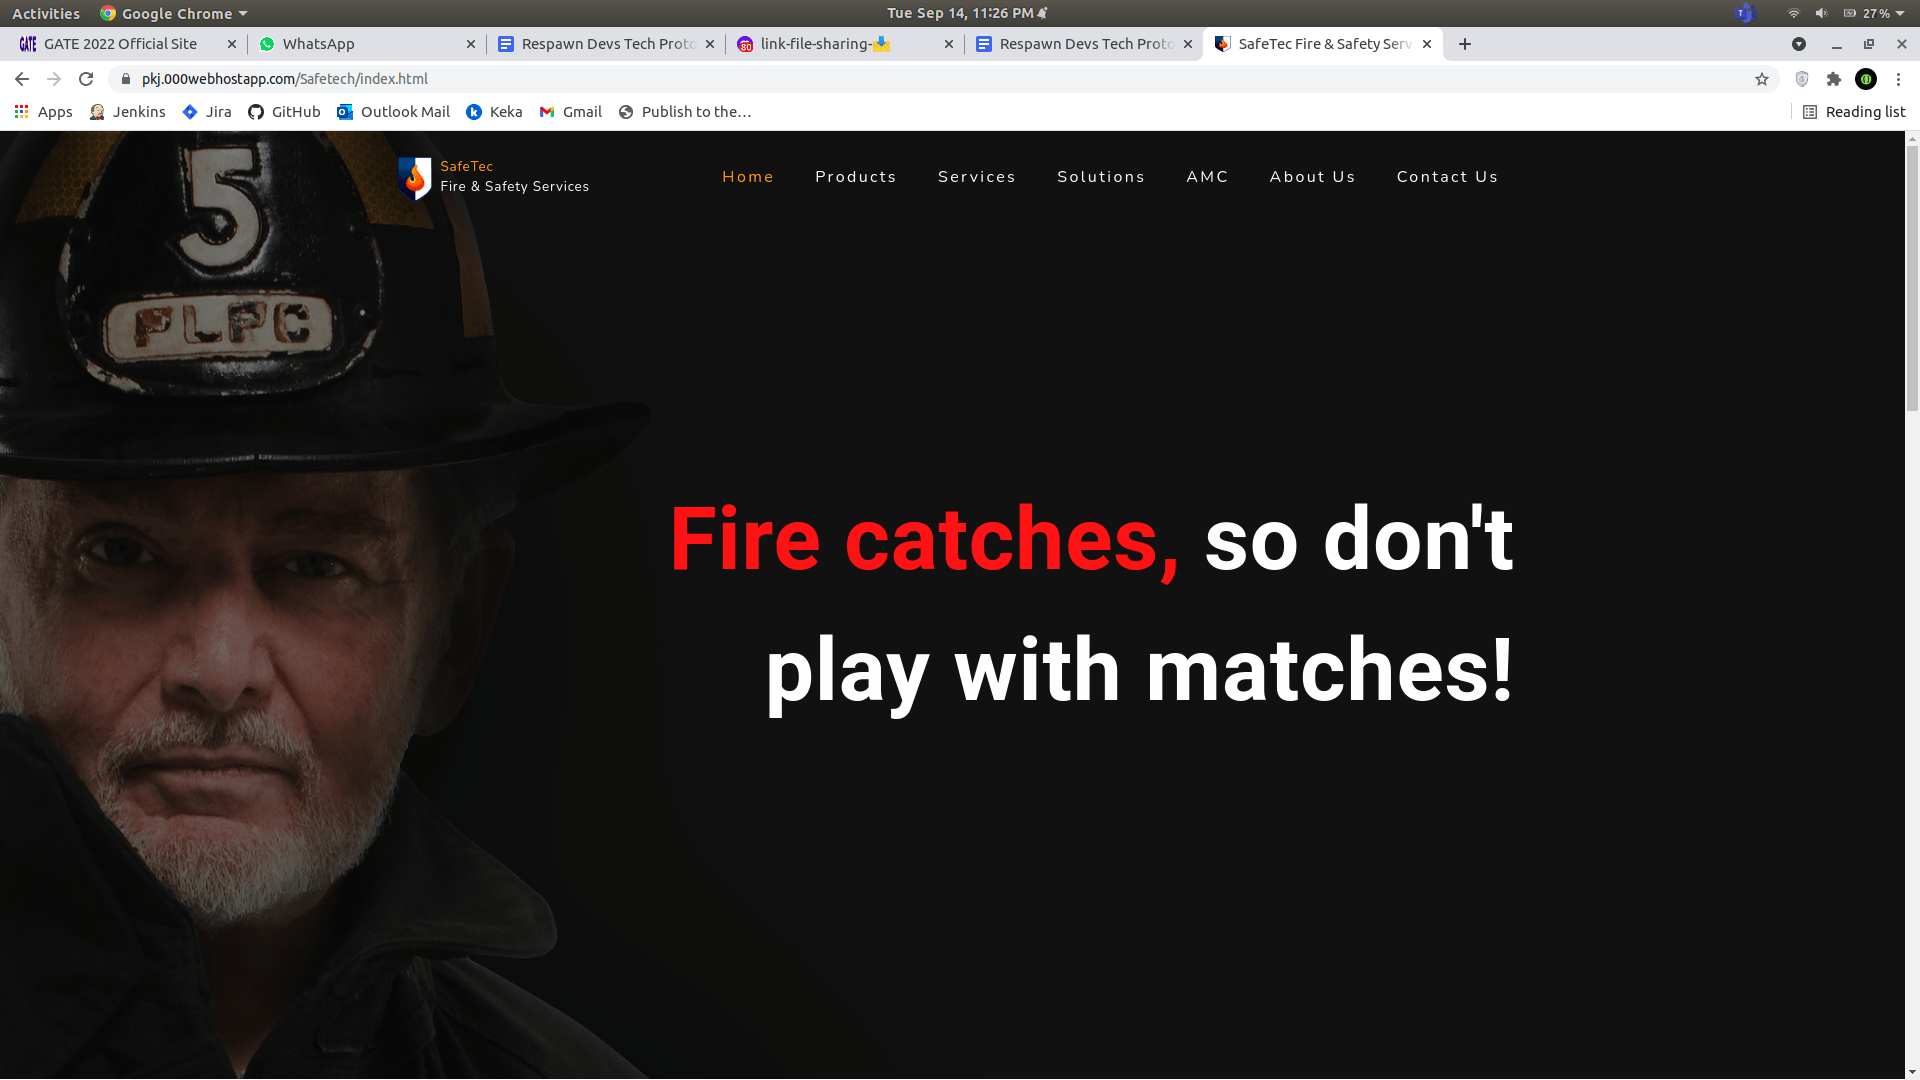 Activities Google Chrome Tue Sep 14, 11:26 PM 27%
GATE 2022 Official Site WhatsApp Respawn Devs Tech Proto link-file-sharing- Respawn Devs Tech Proto SafeTec Fire & Safety Serv
pkj.000webhostapp.com/Safetech/index.html
Apps Jenkins Jira GitHub Outlook Mail Keka Gmail Publish to the… Reading list
SafeTec
Fire & Safety Services
Home Products Services Solutions AMC About Us Contact Us
5
PLPC
Fire catches, so don't
play with matches!